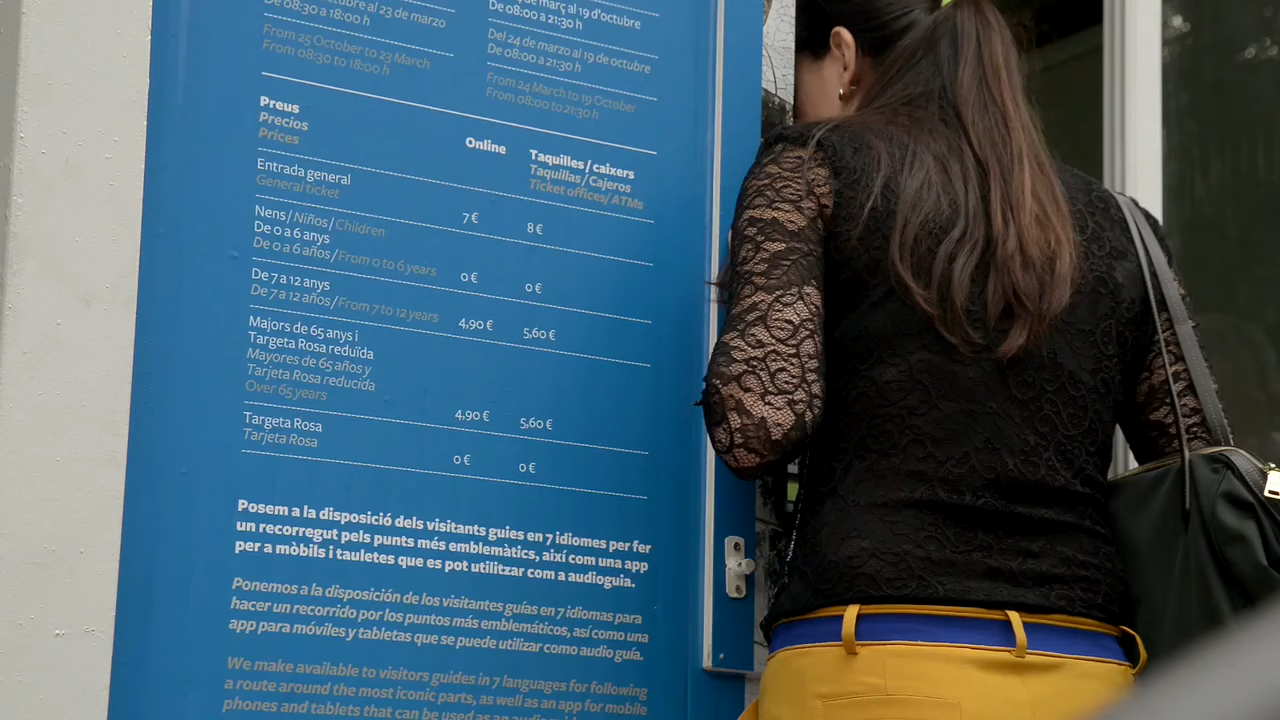 octubre al 23 de marzo
De 08:30 a 18:00 h
From 25 October to 23 March
From 08:30 to 18:00 h
març al 19 d'octubre
De 08:00 a 21:30 h
Del 24 de marzo al 19 de octubre
De 08:00 a 21:30 h
From 24 March to 19 October
From 08:00 to 21:30 h
Preus
Precios
Prices
Online
Taquilles / caixers
Taquillas / Cajeros
Ticket offices/ ATMs
Entrada general
General ticket
7 €
8 €
Nens / Niños / Children
De 0 a 6 anys
De 0 a 6 años / From 0 to 6 years
0 €
0 €
De 7 a 12 anys
De 7 a 12 años / From 7 to 12 years
4,90 €
5,60 €
Majors de 65 anys i
Targeta Rosa reduïda
Mayores de 65 años y
Tarjeta Rosa reducida
Over 65 years
4,90 €
5,60 €
Targeta Rosa
Tarjeta Rosa
0 €
0 €
Posem a la disposició dels visitants guies en 7 idiomes per fer
un recorregut pels punts més emblemàtics, així com una app
per a mòbils i tauletes que es pot utilitzar com a audioguia.
Ponemos a la disposición de los visitantes guías en 7 idiomas para
hacer un recorrido por los puntos más emblemáticos, así como una
app para móviles y tabletas que se puede utilizar como audio guía.
We make available to visitors guides in 7 languages for following
a route around the most iconic parts, as well as an app for mobile
phones and tablets that can be used as an